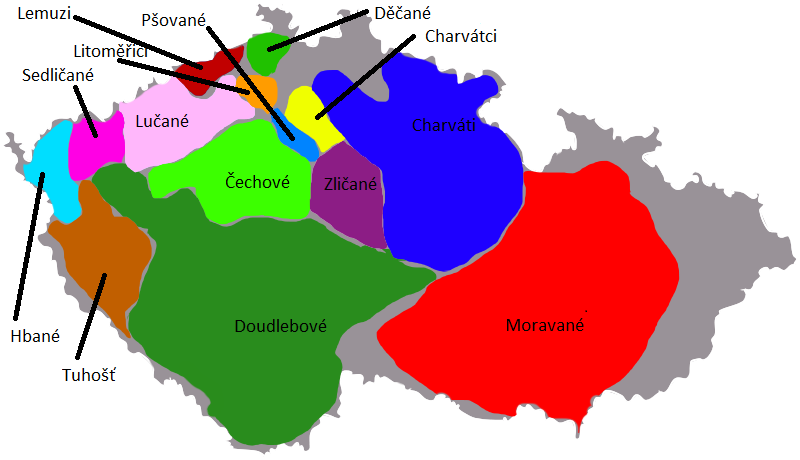 Lemuzi
Pšované
Děčané
Litoměřici
Charvátci
Sedličané
Lučané
Charváti
Čechové
Zličané
Hbané
Doudlebové
Moravané
Tuhošť